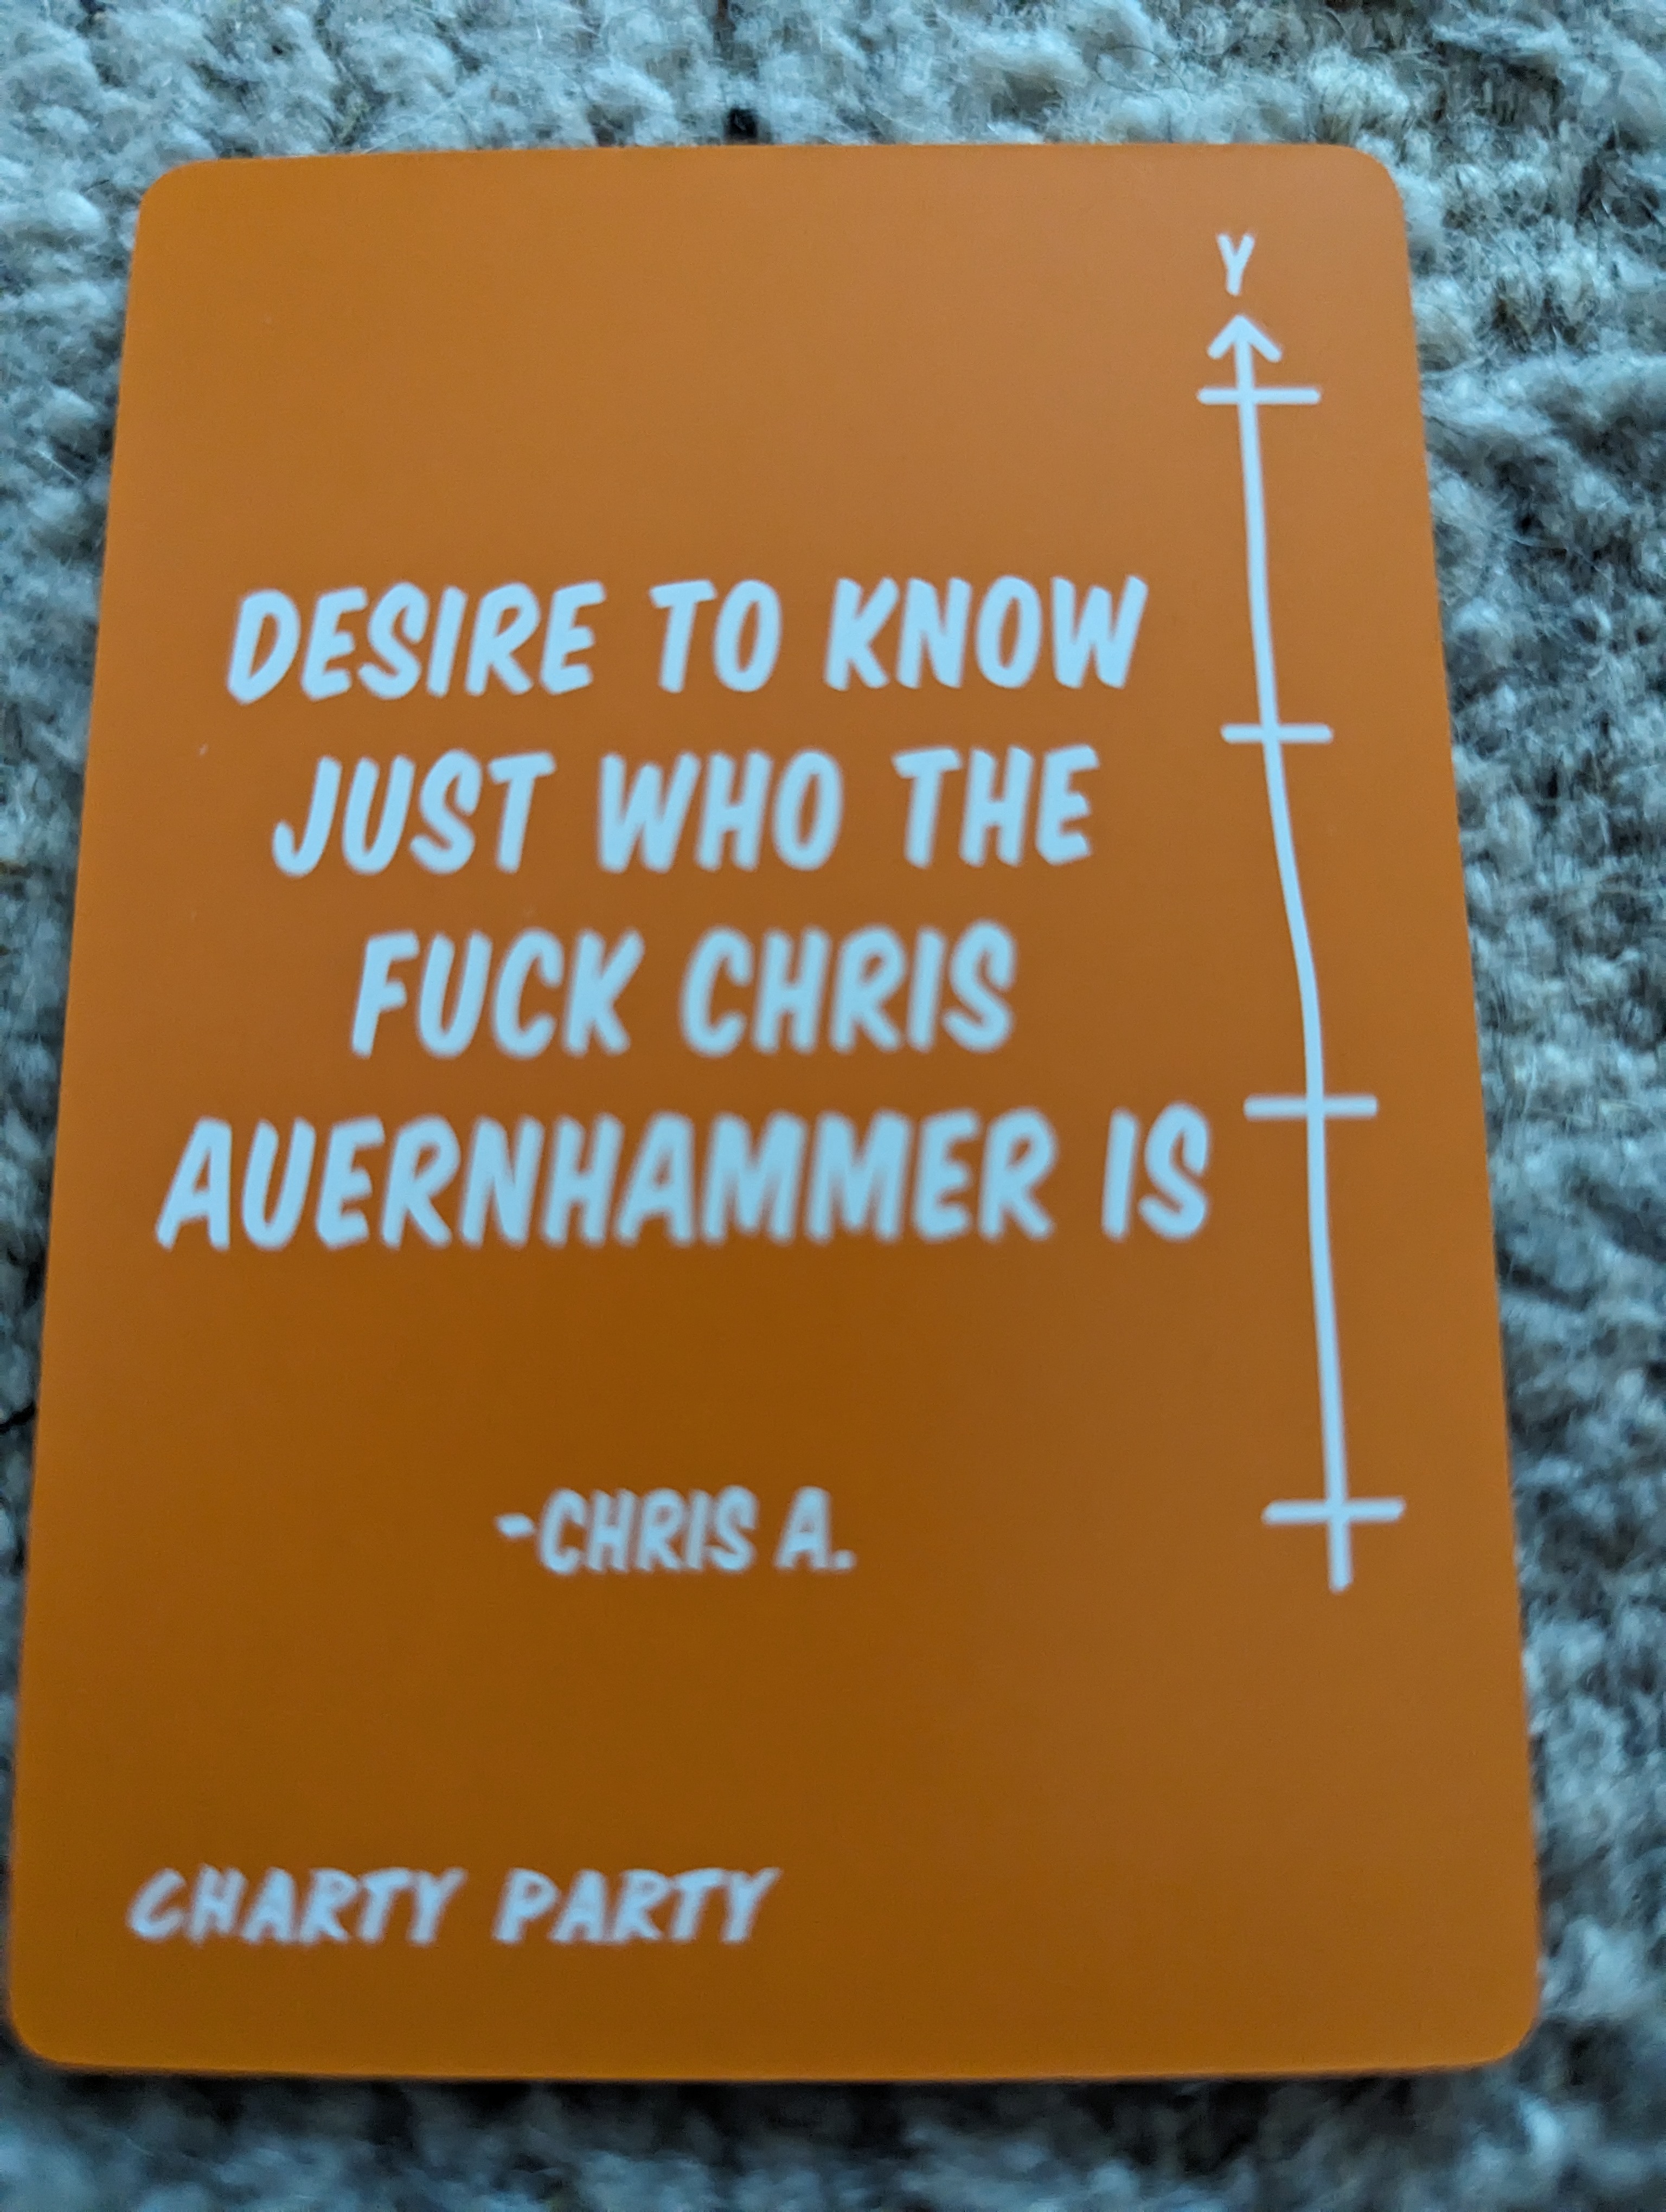 Y
DESIRE TO KNOW
JUST WHO THE
FUCK CHRIS
AUERNHAMMER IS
-CHRIS A.
CHARTY PARTY